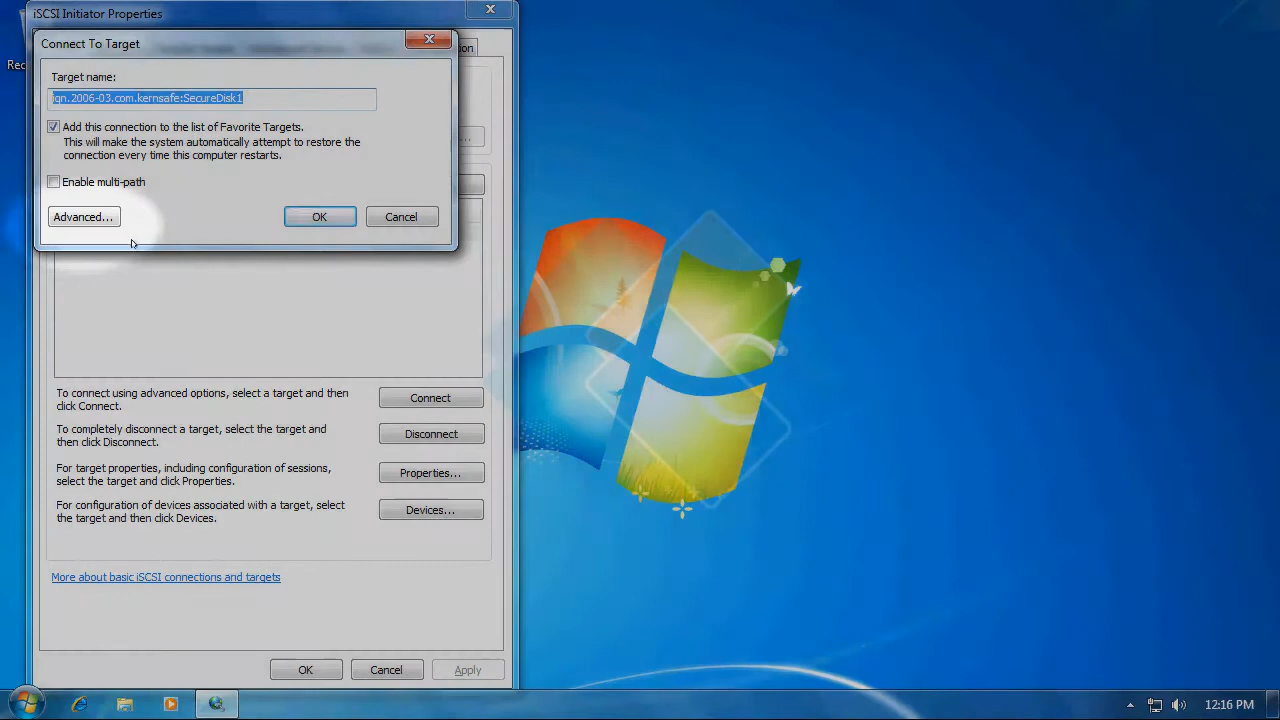 iSCSI Initiator Properties
Connect To Target
Rec
ion
Target name:
iqn.2006-03.com.kernsafe:SecureDisk1
Add this connection to the list of Favorite Targets.
This will make the system automatically attempt to restore the
connection every time this computer restarts.
...
Enable multi-path
Advanced...
OK
Cancel
To connect using advanced options, select a target and then
click Connect.
Connect
To completely disconnect a target, select the target and
then click Disconnect.
Disconnect
For target properties, including configuration of sessions,
select the target and click Properties.
Properties...
For configuration of devices associated with a target, select
the target and then click Devices.
Devices...
More about basic iSCSI connections and targets
OK
Cancel
Apply
12:16 PM